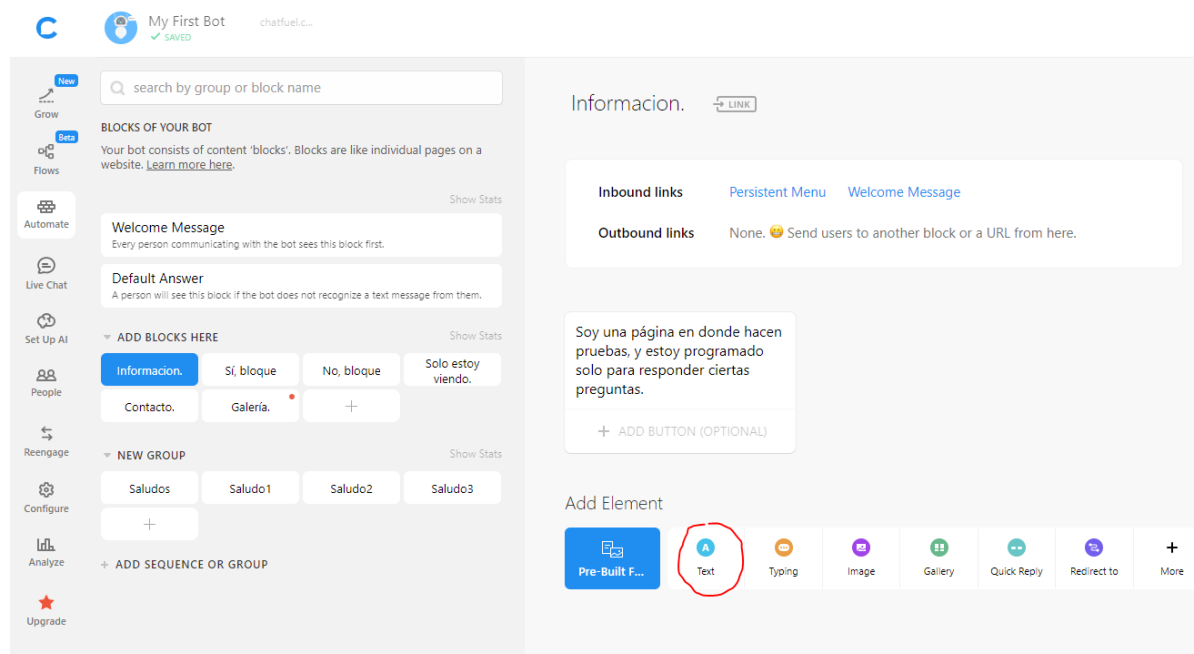 My First Bot
chatfuel.c...
SAVED
New
Grow
Beta
Flows
Automate
Live Chat
Set Up AI
People
Reengage
Configure
Analyze
Upgrade
search by group or block name
BLOCKS OF YOUR BOT
Your bot consists of content 'blocks'. Blocks are like individual pages on a
website. Learn more here.
Show Stats
Welcome Message
Every person communicating with the bot sees this block first.
Default Answer
A person will see this block if the bot does not recognize a text message from them.
ADD BLOCKS HERE Show Stats
Informacion. Sí, bloque No, bloque Solo estoy
viendo.
Contacto. Galería. +
NEW GROUP Show Stats
Saludos Saludo1 Saludo2 Saludo3
+
+ ADD SEQUENCE OR GROUP
Informacion. LINK
Inbound links Persistent Menu Welcome Message
Outbound links None. 😁 Send users to another block or a URL from here.
Soy una página en donde hacen
pruebas, y estoy programado
solo para responder ciertas
preguntas.
+ ADD BUTTON (OPTIONAL)
Add Element
Pre-Built F... Text Typing Image Gallery Quick Reply Redirect to More